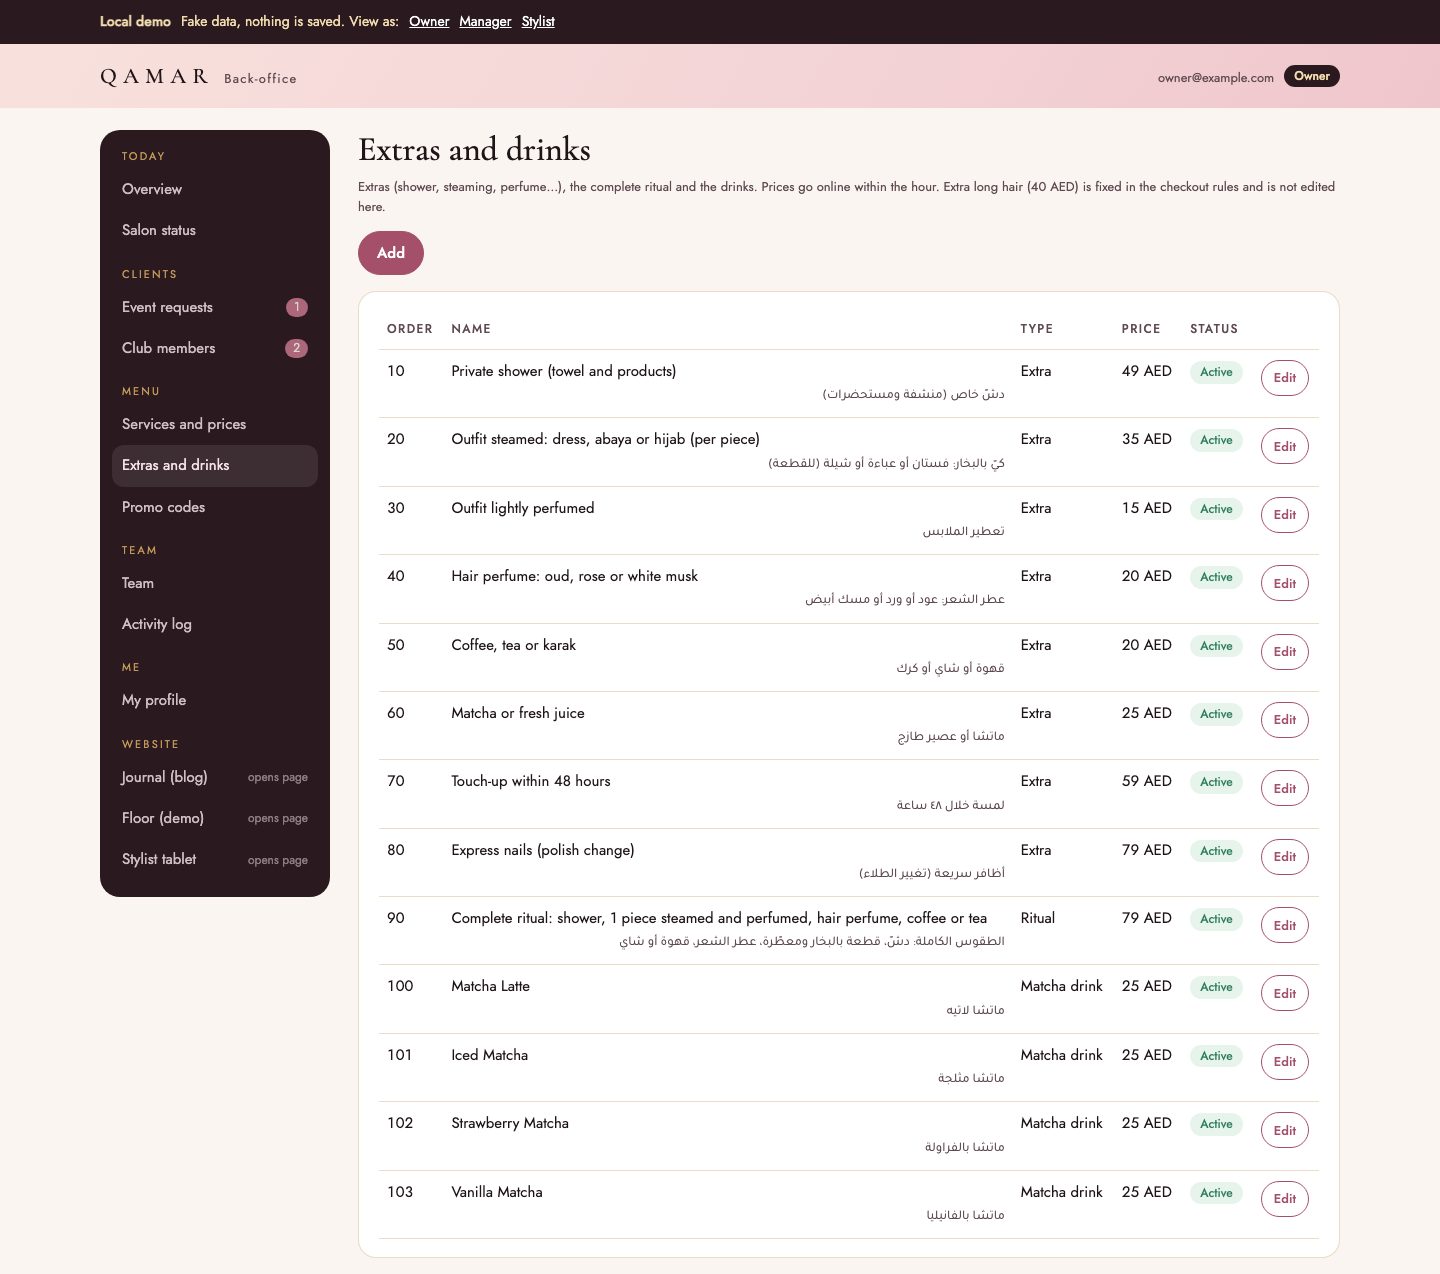 Local demo Fake data, nothing is saved. View as: Owner Manager Stylist
QAMAR Back-office
owner@example.com Owner
TODAY
Overview
Salon status
CLIENTS
Event requests 1
Club members 2
MENU
Services and prices
Extras and drinks
Promo codes
TEAM
Team
Activity log
ME
My profile
WEBSITE
Journal (blog) opens page
Floor (demo) opens page
Stylist tablet opens page
Extras and drinks
Extras (shower, steaming, perfume...), the complete ritual and the drinks. Prices go online within the hour. Extra long hair (40 AED) is fixed in the checkout rules and is not edited
here.
Add
ORDER NAME TYPE PRICE STATUS
10 Private shower (towel and products) Extra 49 AED Active Edit
دشّ خاص (منشفة ومستحضرات)
20 Outfit steamed: dress, abaya or hijab (per piece) Extra 35 AED Active Edit
كيّ بالبخار: فستان أو عباءة أو شيلة (للقطعة)
30 Outfit lightly perfumed Extra 15 AED Active Edit
تعطير الملابس
40 Hair perfume: oud, rose or white musk Extra 20 AED Active Edit
عطر الشعر: عود أو ورد أو مسك أبيض
50 Coffee, tea or karak Extra 20 AED Active Edit
قهوة أو شاي أو كرك
60 Matcha or fresh juice Extra 25 AED Active Edit
ماتشا أو عصير طازج
70 Touch-up within 48 hours Extra 59 AED Active Edit
لمسة خلال ٤٨ ساعة
80 Express nails (polish change) Extra 79 AED Active Edit
أظافر سريعة (تغيير الطلاء)
90 Complete ritual: shower, 1 piece steamed and perfumed, hair perfume, coffee or tea Ritual 79 AED Active Edit
الطقوس الكاملة: دشّ، قطعة بالبخار ومعطّرة، عطر الشعر، قهوة أو شاي
100 Matcha Latte Matcha drink 25 AED Active Edit
ماتشا لاتيه
101 Iced Matcha Matcha drink 25 AED Active Edit
ماتشا مثلجة
102 Strawberry Matcha Matcha drink 25 AED Active Edit
ماتشا بالفراولة
103 Vanilla Matcha Matcha drink 25 AED Active Edit
ماتشا بالفانيليا